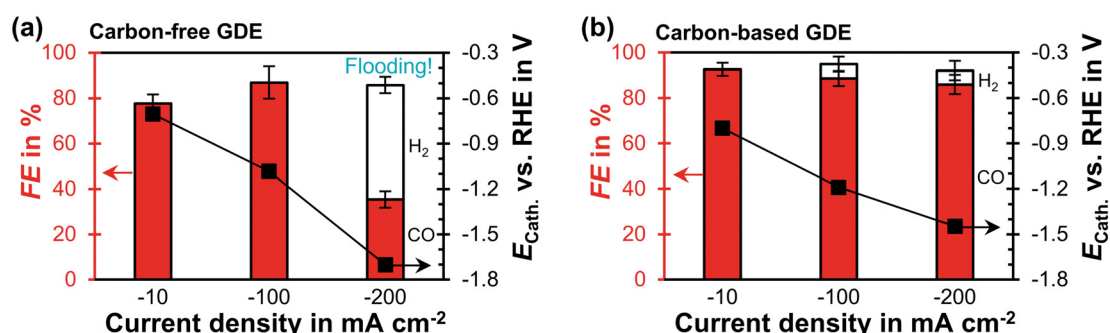 (a) Carbon-free GDE
100
80
60
40
20
0
FE in %
Flooding!
H₂
CO
-0.3
-0.6
-0.9
-1.2
-1.5
-1.8
E_Cath. vs. RHE in V
-10 -100 -200
Current density in mA cm⁻²
(b) Carbon-based GDE
100
80
60
40
20
0
FE in %
H₂
CO
-0.3
-0.6
-0.9
-1.2
-1.5
-1.8
E_Cath. vs. RHE in V
-10 -100 -200
Current density in mA cm⁻²